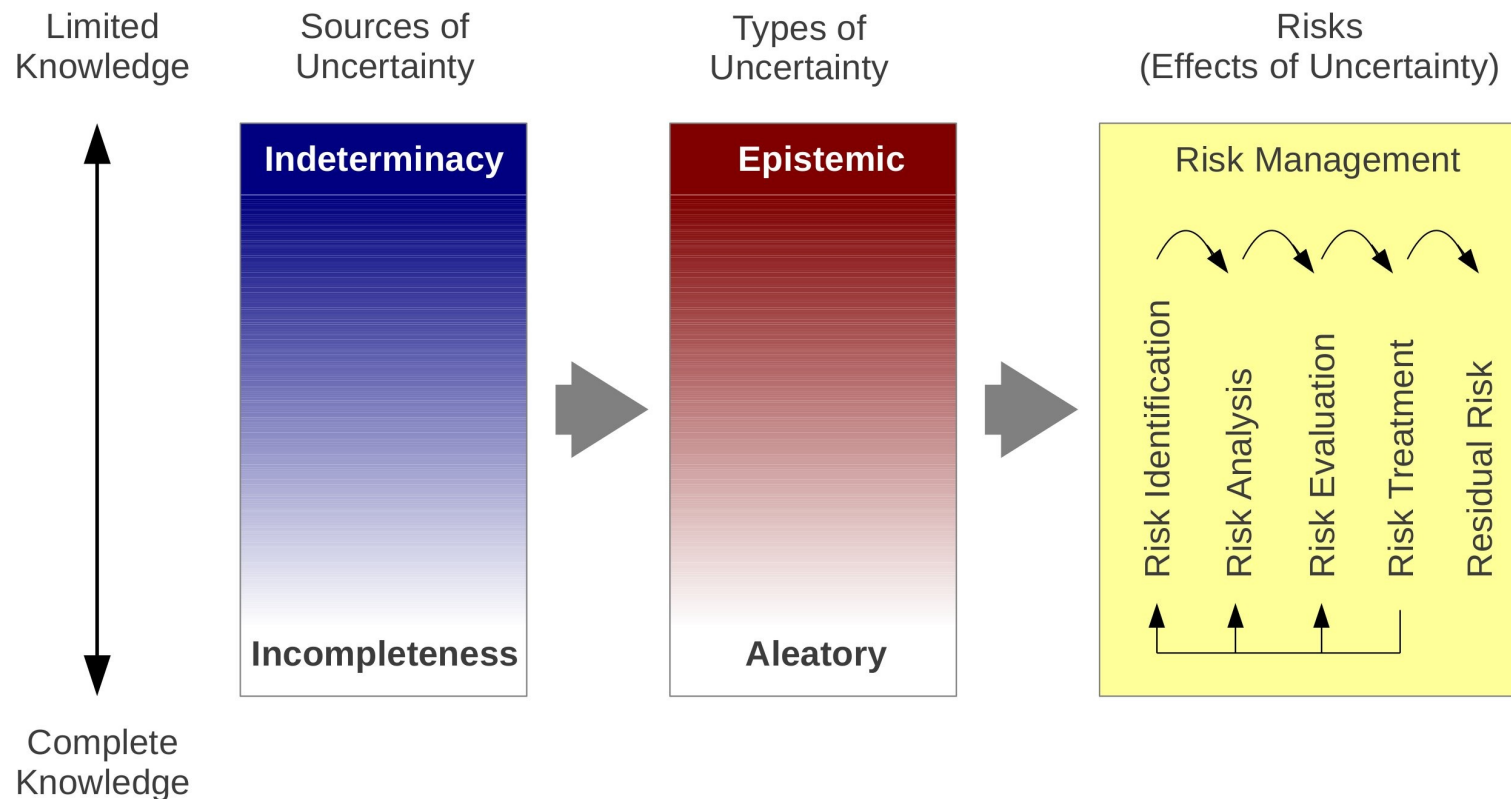 Limited
Knowledge
Sources of
Uncertainty
Types of
Uncertainty
Risks
(Effects of Uncertainty)
Indeterminacy
Incompleteness
Epistemic
Aleatory
Risk Management
Risk Identification
Risk Analysis
Risk Evaluation
Risk Treatment
Residual Risk
Complete
Knowledge